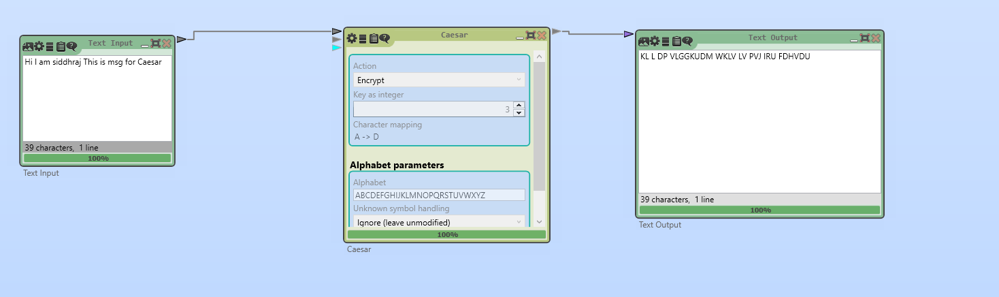 Text Input
Hi I am siddhraj This is msg for Caesar
39 characters, 1 line
100%
Text Input
Caesar
Action
Encrypt
Key as integer
3
Character mapping
A -> D
Alphabet parameters
Alphabet
ABCDEFGHIJKLMNOPQRSTUVWXYZ
Unknown symbol handling
Ignore (leave unmodified)
100%
Caesar
Text Output
KL L DP VLGGKUDM WKLV LV PVJ IRU FDHVDU
39 characters, 1 line
100%
Text Output